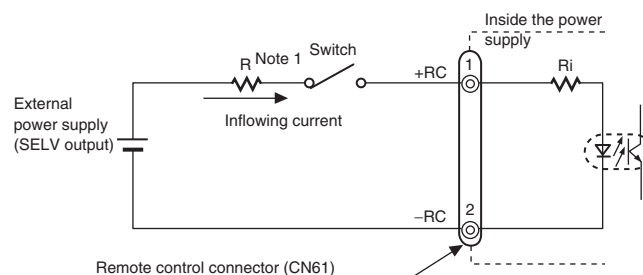 Inside the power
supply
R Note 1 Switch
+RC
1
Ri
External
power supply
(SELV output)
Inflowing current
2
−RC
Remote control connector (CN61)